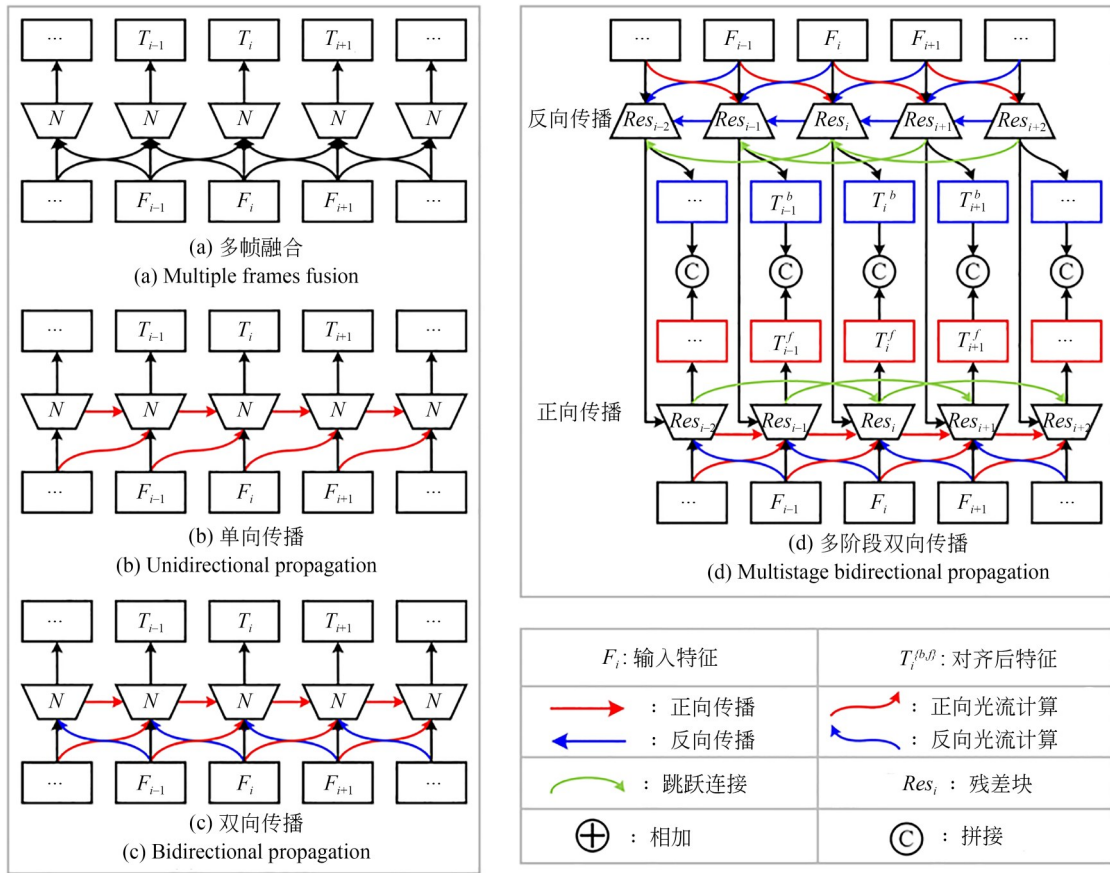 ... T_{i-1} T_i T_{i+1} ...
N N N N N
... F_{i-1} F_i F_{i+1} ...
(a) 多帧融合
(a) Multiple frames fusion
... T_{i-1} T_i T_{i+1} ...
N N N N N
... F_{i-1} F_i F_{i+1} ...
(b) 单向传播
(b) Unidirectional propagation
... T_{i-1} T_i T_{i+1} ...
N N N N N
... F_{i-1} F_i F_{i+1} ...
(c) 双向传播
(c) Bidirectional propagation
... F_{i-1} F_i F_{i+1} ...
反向传播 Res_{i-2} Res_{i-1} Res_i Res_{i+1} Res_{i+2}
... T_{i-1}^b T_i^b T_{i+1}^b ...
C C C C C
... T_{i-1}^f T_i^f T_{i+1}^f ...
正向传播 Res_{i-2} Res_{i-1} Res_i Res_{i+1} Res_{i+2}
... F_{i-1} F_i F_{i+1} ...
(d) 多阶段双向传播
(d) Multistage bidirectional propagation
F_i: 输入特征 T_i^{{b,f}}: 对齐后特征
: 正向传播 : 正向光流计算
: 反向传播 : 反向光流计算
: 跳跃连接 Res_i : 残差块
+ : 相加 C : 拼接